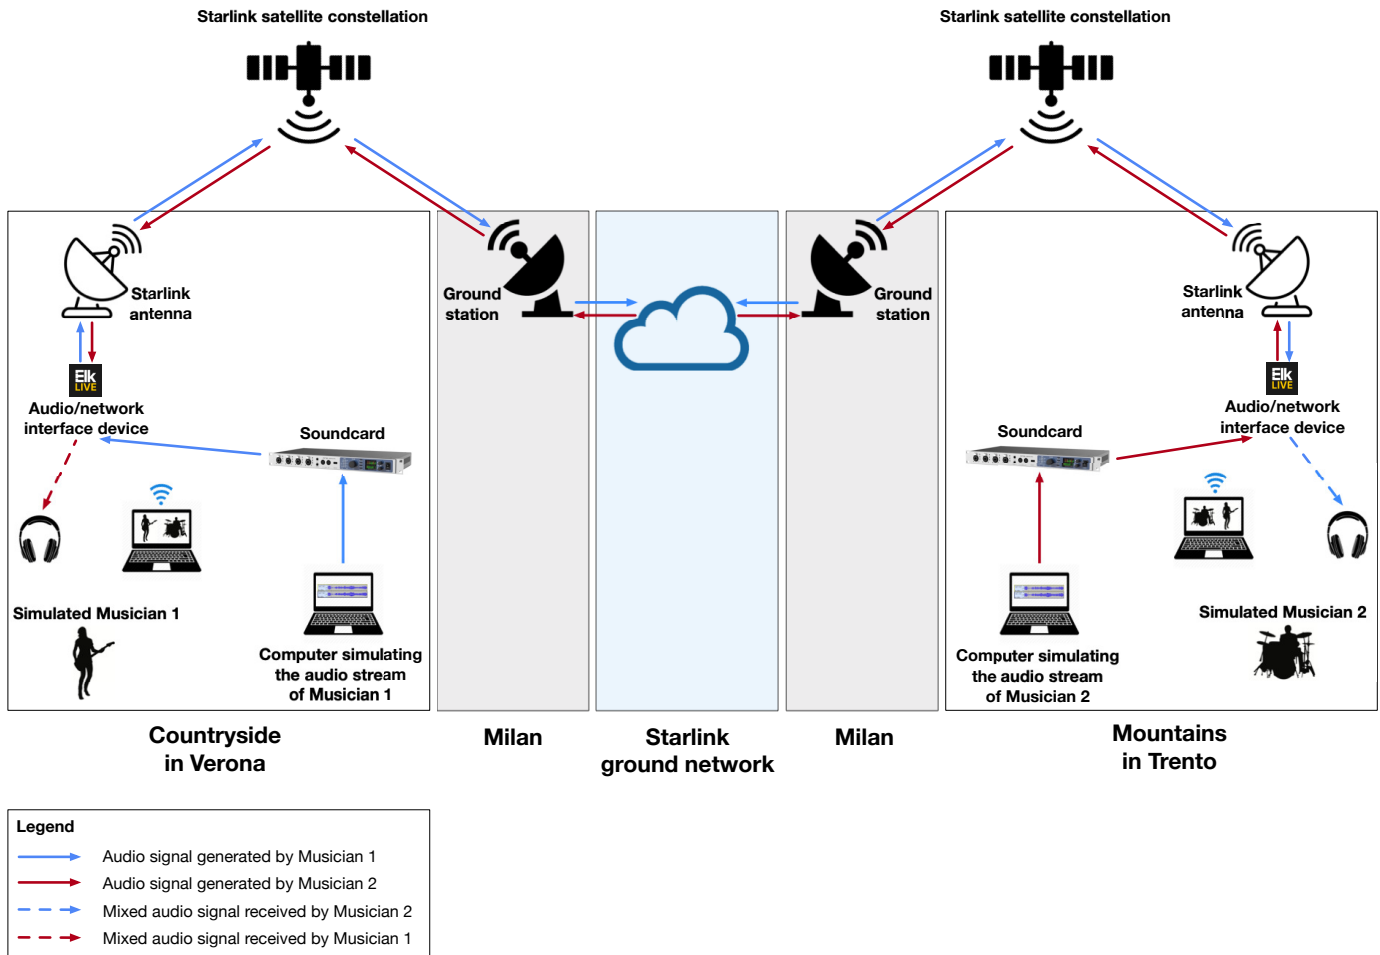 Starlink satellite constellation
Starlink satellite constellation
Starlink
antenna
Ground
station
Ground
station
Starlink
antenna
Elk
LIVE
Audio/network
interface device
Soundcard
Elk
LIVE
Audio/network
interface device
Soundcard
Simulated Musician 1
Computer simulating
the audio stream
of Musician 1
Simulated Musician 2
Computer simulating
the audio stream
of Musician 2
Countryside
in Verona
Milan
Starlink
ground network
Milan
Mountains
in Trento
Legend
Audio signal generated by Musician 1
Audio signal generated by Musician 2
Mixed audio signal received by Musician 2
Mixed audio signal received by Musician 1